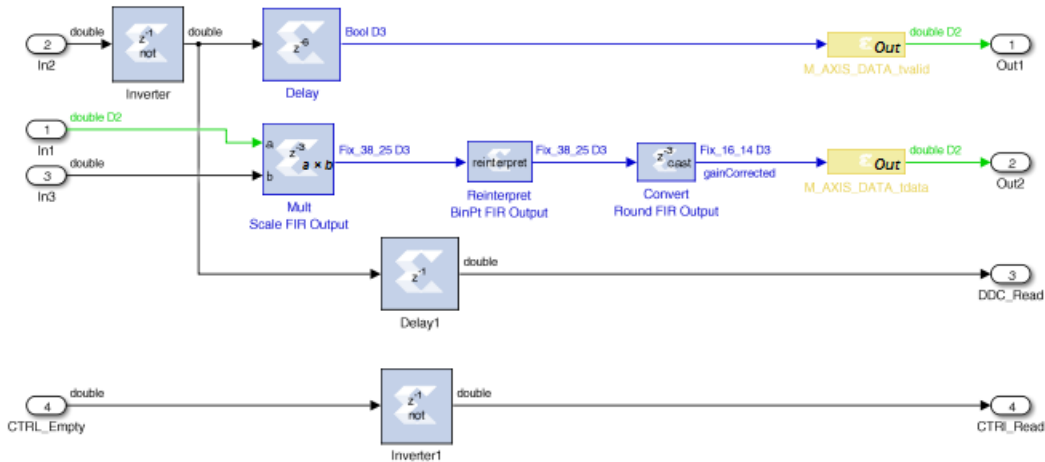 double
2
In2
z-1
not
Inverter
double
z-6
Delay
Bool D3
Out
M_AXIS_DATA_tvalid
double D2
1
Out1
1
In1
double D2
3
In3
double
a
b
z-3
a × b
Mult
Scale FIR Output
Fix_38_25 D3
reinterpret
Reinterpret
BinPt FIR Output
Fix_38_25 D3
z-3
cast
Convert
Round FIR Output
Fix_16_14 D3
gainCorrected
Out
M_AXIS_DATA_tdata
double D2
2
Out2
z-1
Delay1
double
3
DDC_Read
4
CTRL_Empty
double
z-1
not
Inverter1
double
4
CTRl_Read